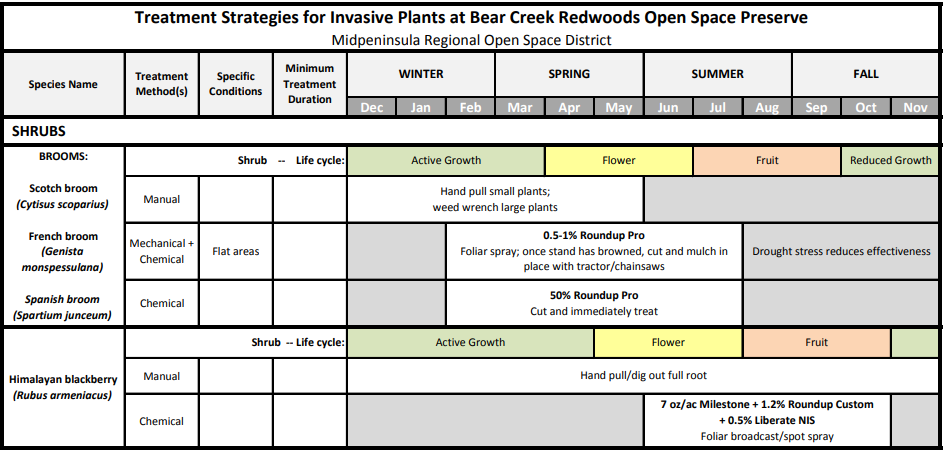 Treatment Strategies for Invasive Plants at Bear Creek Redwoods Open Space Preserve
Midpeninsula Regional Open Space District
Species Name
Treatment
Method(s)
Specific
Conditions
Minimum
Treatment
Duration
WINTER
SPRING
SUMMER
FALL
Dec
Jan
Feb
Mar
Apr
May
Jun
Jul
Aug
Sep
Oct
Nov
SHRUBS
BROOMS:
Scotch broom
(Cytisus scoparius)
French broom
(Genista
monspessulana)
Spanish broom
(Spartium junceum)
Shrub -- Life cycle:
Active Growth
Flower
Fruit
Reduced Growth
Manual
Hand pull small plants;
weed wrench large plants
Mechanical +
Chemical
Flat areas
0.5-1% Roundup Pro
Foliar spray; once stand has browned, cut and mulch in
place with tractor/chainsaws
Drought stress reduces effectiveness
Chemical
50% Roundup Pro
Cut and immediately treat
Himalayan blackberry
(Rubus armeniacus)
Shrub -- Life cycle:
Active Growth
Flower
Fruit
Manual
Hand pull/dig out full root
Chemical
7 oz/ac Milestone + 1.2% Roundup Custom
+ 0.5% Liberate NIS
Foliar broadcast/spot spray